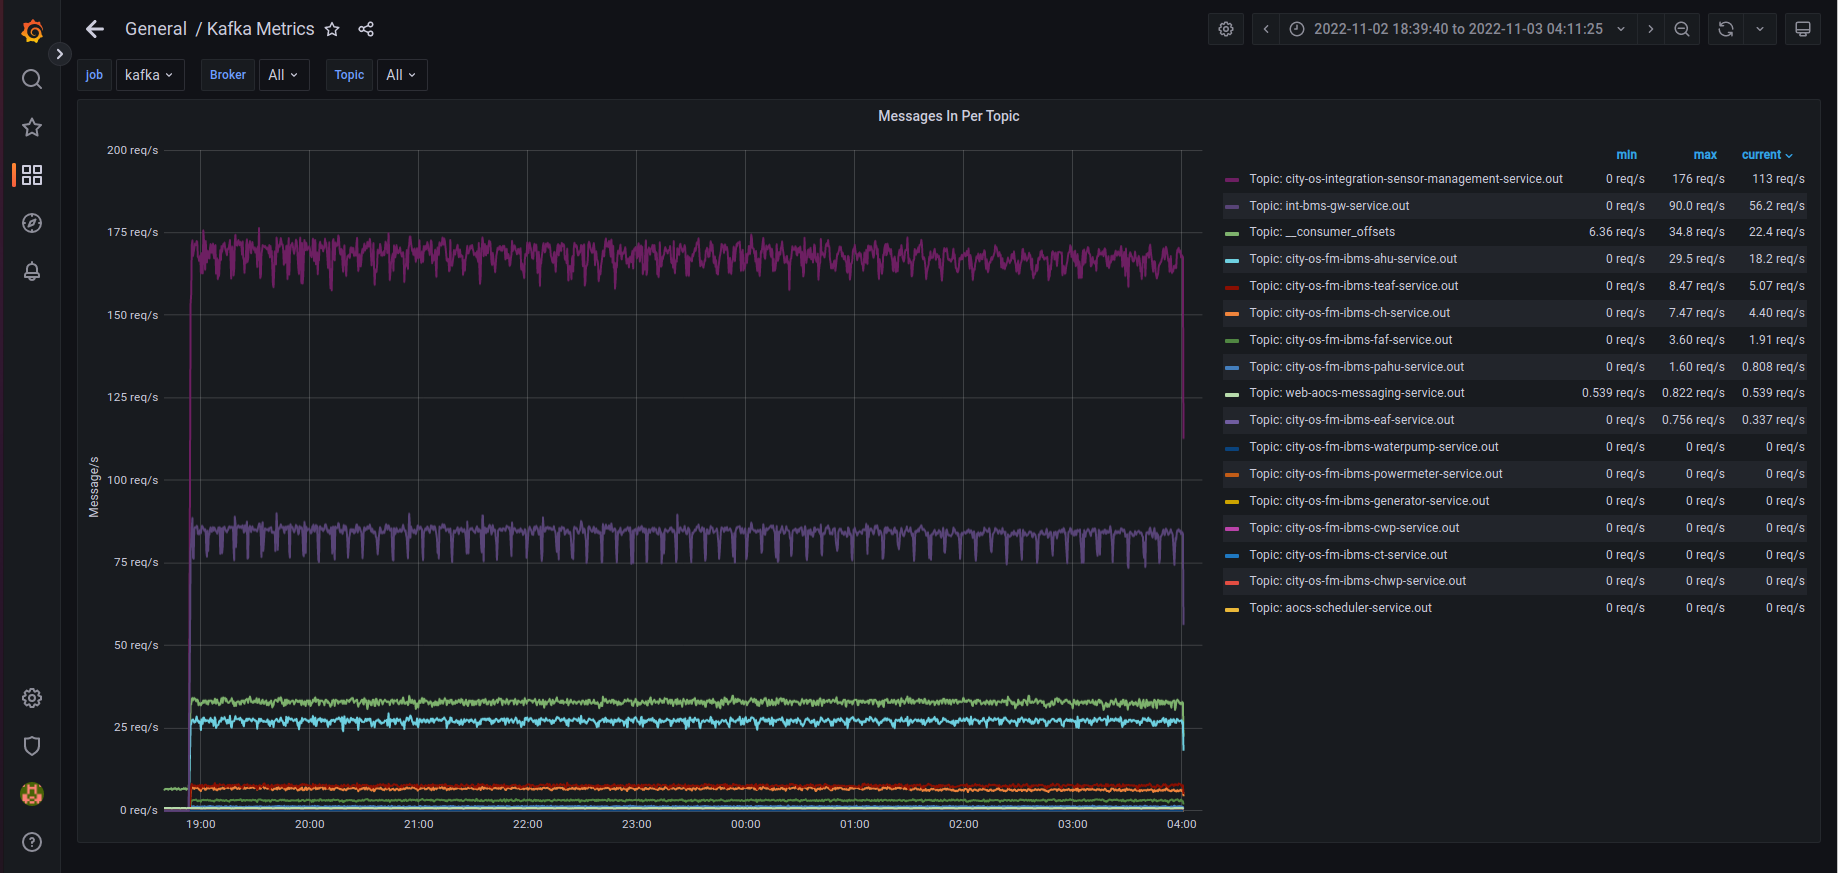 General / Kafka Metrics
2022-11-02 18:39:40 to 2022-11-03 04:11:25
job kafka Broker All Topic All
Messages In Per Topic
Message/s
200 req/s
175 req/s
150 req/s
125 req/s
100 req/s
75 req/s
50 req/s
25 req/s
0 req/s
19:00 20:00 21:00 22:00 23:00 00:00 01:00 02:00 03:00 04:00
min max current
Topic: city-os-integration-sensor-management-service.out 0 req/s 176 req/s 113 req/s
Topic: int-bms-gw-service.out 0 req/s 90.0 req/s 56.2 req/s
Topic: __consumer_offsets 6.36 req/s 34.8 req/s 22.4 req/s
Topic: city-os-fm-ibms-ahu-service.out 0 req/s 29.5 req/s 18.2 req/s
Topic: city-os-fm-ibms-teaf-service.out 0 req/s 8.47 req/s 5.07 req/s
Topic: city-os-fm-ibms-ch-service.out 0 req/s 7.47 req/s 4.40 req/s
Topic: city-os-fm-ibms-faf-service.out 0 req/s 3.60 req/s 1.91 req/s
Topic: city-os-fm-ibms-pahu-service.out 0 req/s 1.60 req/s 0.808 req/s
Topic: web-aocs-messaging-service.out 0.539 req/s 0.822 req/s 0.539 req/s
Topic: city-os-fm-ibms-eaf-service.out 0 req/s 0.756 req/s 0.337 req/s
Topic: city-os-fm-ibms-waterpump-service.out 0 req/s 0 req/s 0 req/s
Topic: city-os-fm-ibms-powermeter-service.out 0 req/s 0 req/s 0 req/s
Topic: city-os-fm-ibms-generator-service.out 0 req/s 0 req/s 0 req/s
Topic: city-os-fm-ibms-cwp-service.out 0 req/s 0 req/s 0 req/s
Topic: city-os-fm-ibms-ct-service.out 0 req/s 0 req/s 0 req/s
Topic: city-os-fm-ibms-chwp-service.out 0 req/s 0 req/s 0 req/s
Topic: aocs-scheduler-service.out 0 req/s 0 req/s 0 req/s